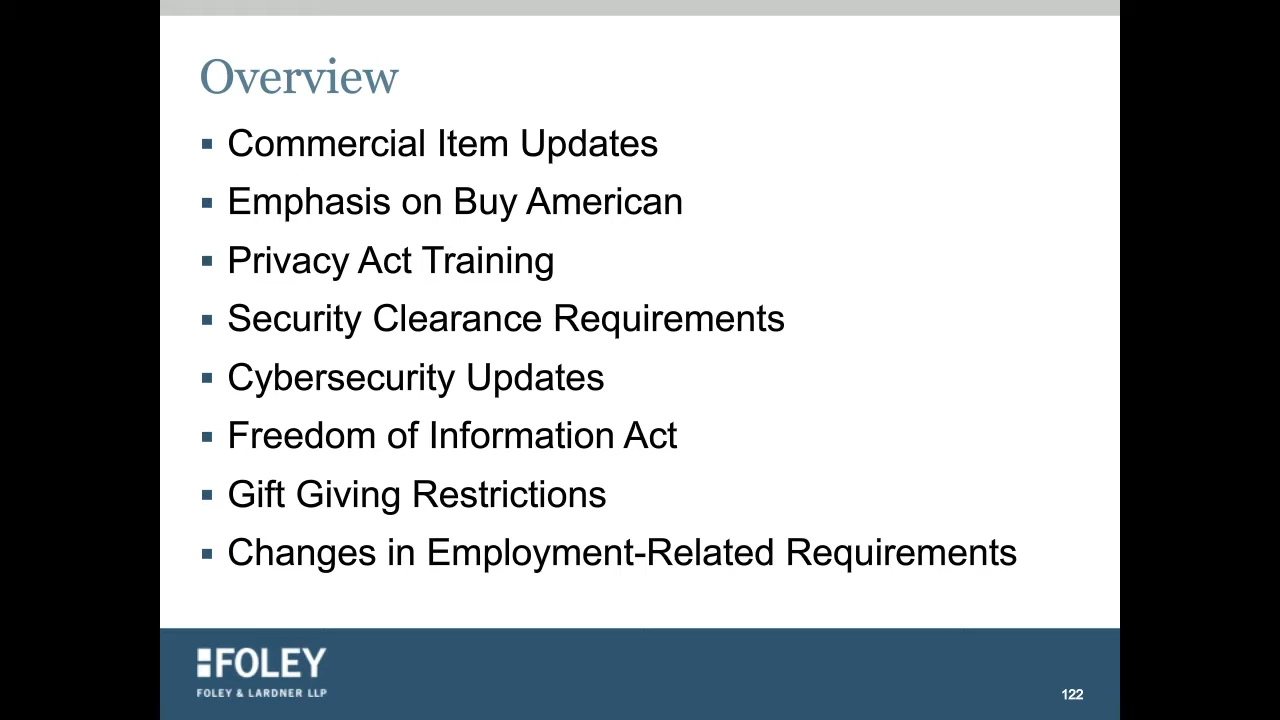 Overview
Commercial Item Updates
Emphasis on Buy American
Privacy Act Training
Security Clearance Requirements
Cybersecurity Updates
Freedom of Information Act
Gift Giving Restrictions
Changes in Employment-Related Requirements
FOLEY
FOLEY & LARDNER LLP
122